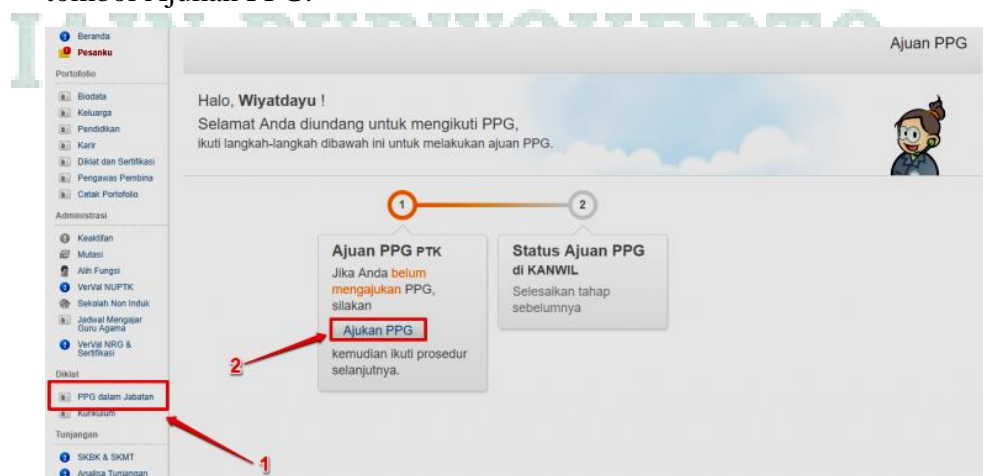 tombol Ajukan PPG.
IAIN PURWOKERTO
Beranda
Pesanku
Portofolio
Biodata
Keluarga
Pendidikan
Karir
Diklat dan Sertifikasi
Pengawas Pembina
Cetak Portofolio
Administrasi
Keaktifan
Mutasi
Alih Fungsi
VerVal NUPTK
Sekolah Non Induk
Jadwal Mengajar
Guru Agama
VerVal NRG &
Sertifikasi
Diklat
PPG dalam Jabatan
Kurikulum
Tunjangan
SKBK & SKMT
Analisa Tunjangan
1
Ajuan PPG
Halo, Wiyatdayu !
Selamat Anda diundang untuk mengikuti PPG,
ikuti langkah-langkah dibawah ini untuk melakukan ajuan PPG.
1
2
Ajuan PPG PTK
Jika Anda belum
mengajukan PPG,
silakan
Ajukan PPG
2
kemudian ikuti prosedur
selanjutnya.
Status Ajuan PPG
di KANWIL
Selesaikan tahap
sebelumnya